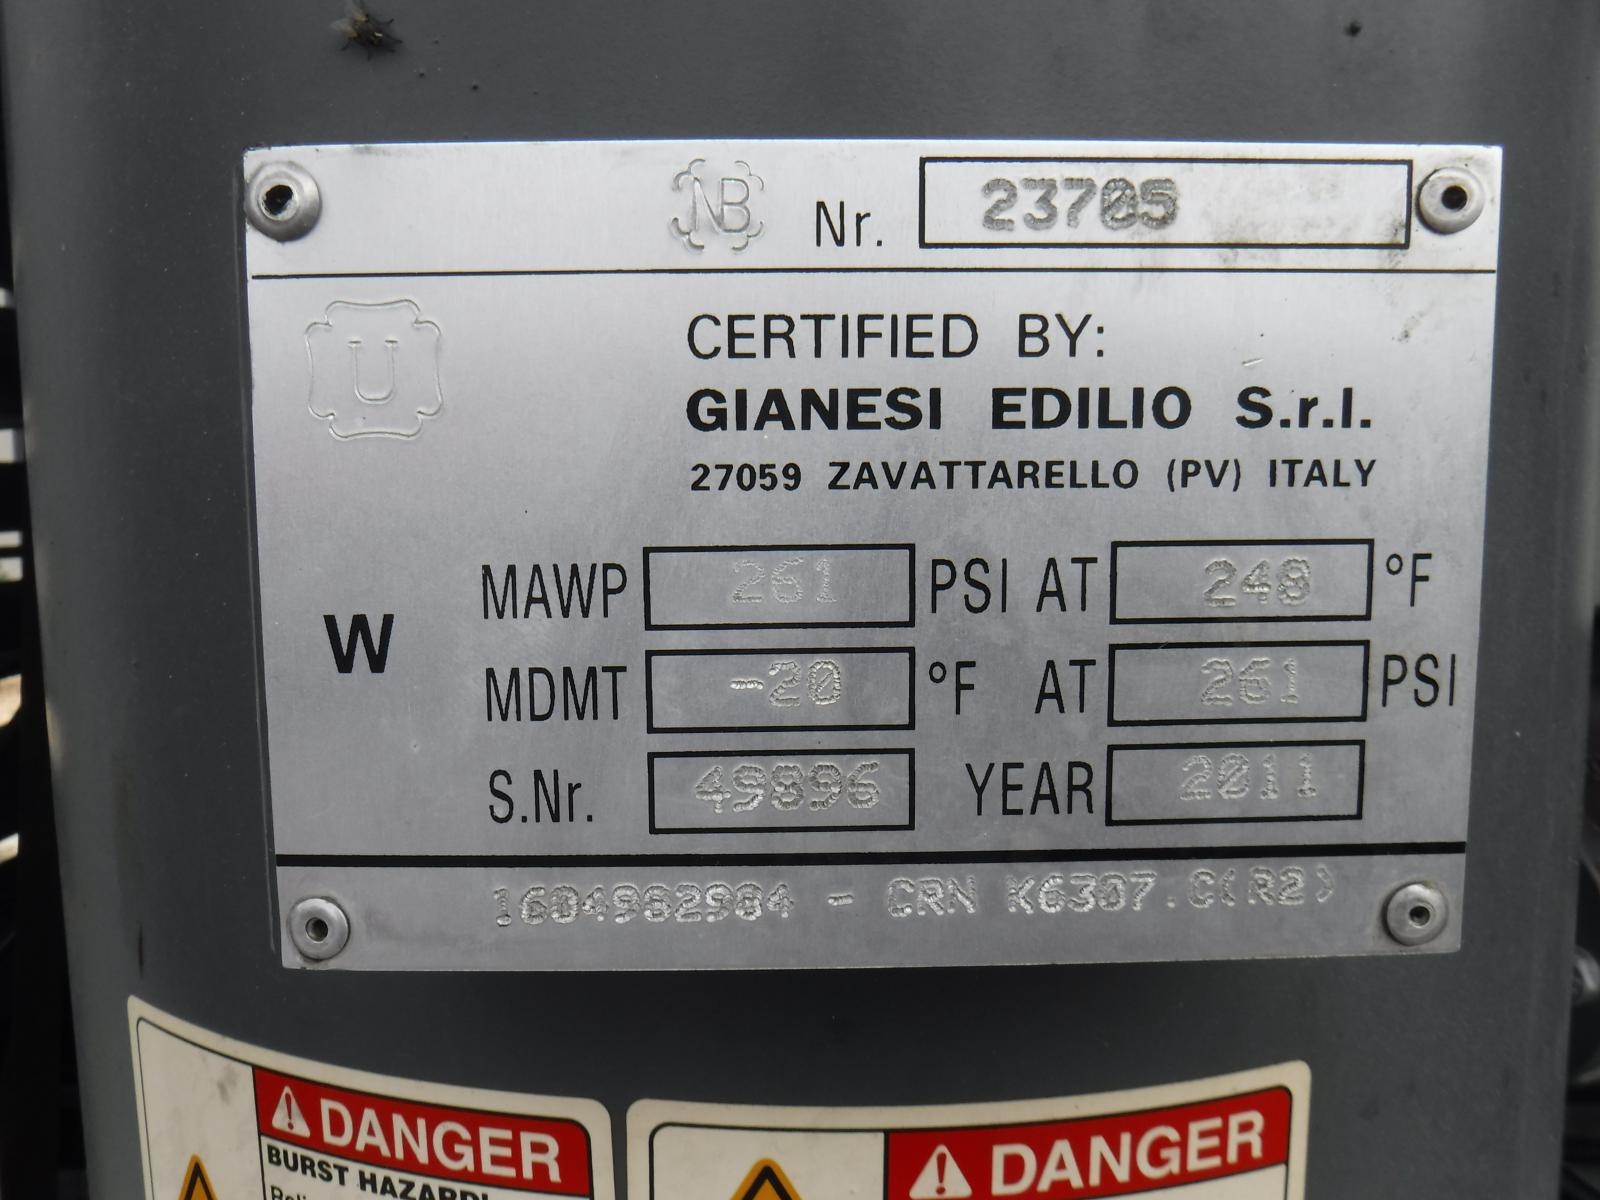 NB Nr. 23705
U
CERTIFIED BY:
GIANESI EDILIO S.r.l.
27059 ZAVATTARELLO (PV) ITALY
W
MAWP 261 PSI AT 248 °F
MDMT -20 °F AT 261 PSI
S.Nr. 49896 YEAR 2011
1604982904 - CRN K6307.C(R2)
DANGER
BURST HAZARD!
DANGER